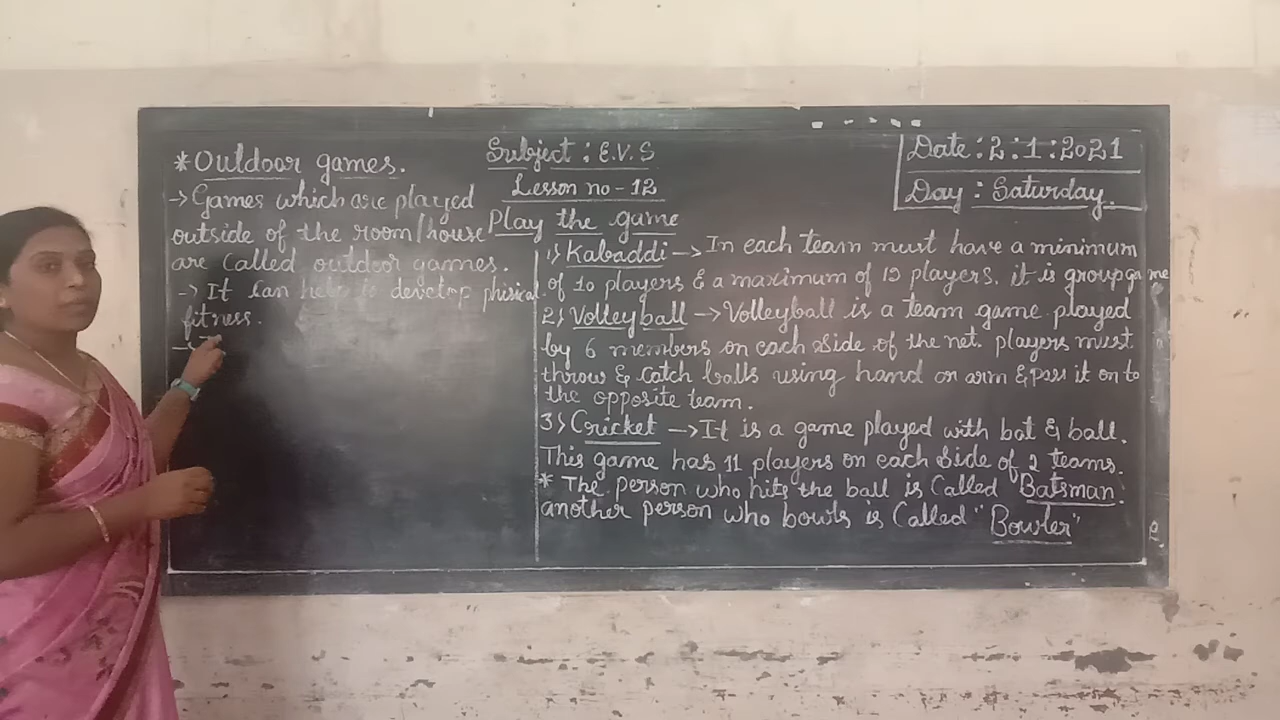 Subject : E.V.S
Lesson no - 12
Play the game
Date : 2 : 1 : 2021
Day : Saturday.
* Outdoor games.
-> Games which are played
outside of the room/house
are called outdoor games.
-> It can help to develop phisical
fitness.
1) Kabaddi -> In each team must have a minimum
of 10 players & a maximum of 12 players. it is group game
2) Volleyball -> Volleyball is a team game played
by 6 members on each side of the net. players must
throw & catch balls using hand or arm & pass it on to
the opposite team.
3) Cricket -> It is a game played with bat & ball.
This game has 11 players on each side of 2 teams.
* The person who hits the ball is called Batsman.
another person who bowls is called "Bowler"